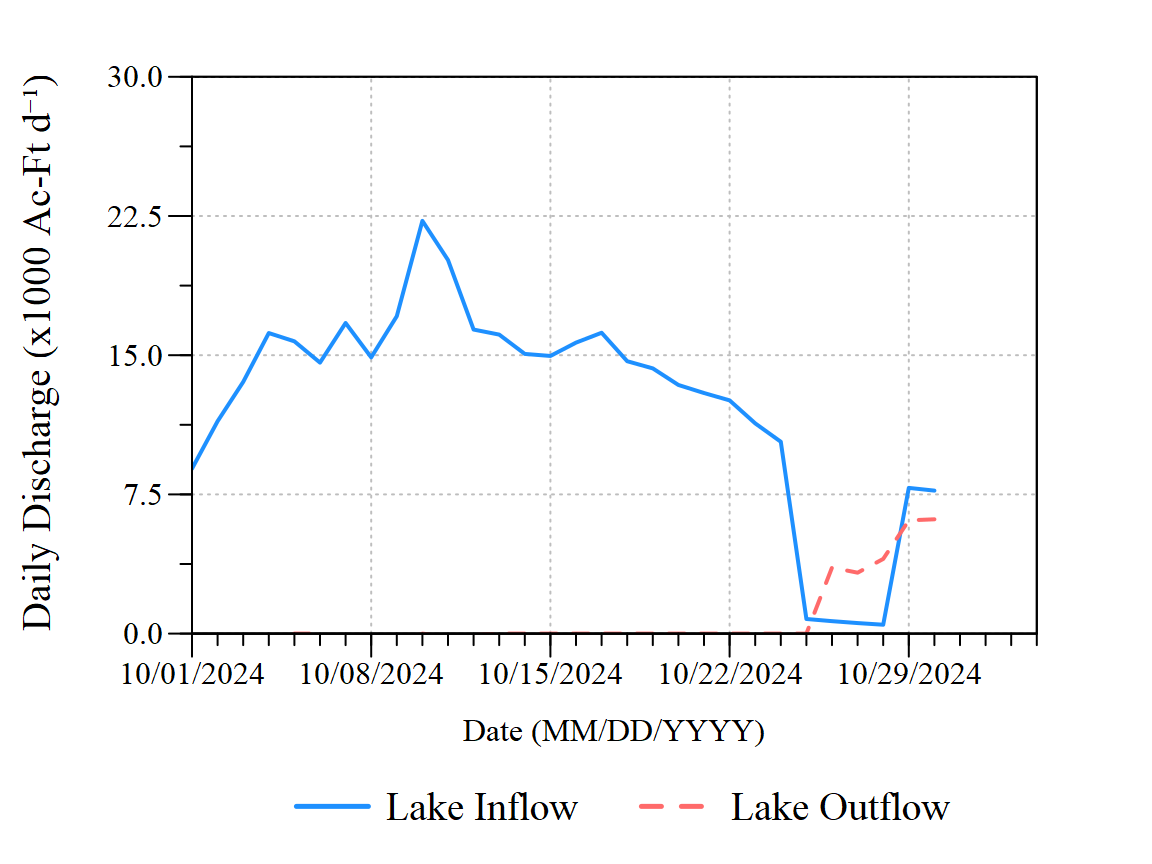 Daily Discharge (x1000 Ac-Ft d⁻¹)
30.0
22.5
15.0
7.5
0.0
10/01/2024 10/08/2024 10/15/2024 10/22/2024 10/29/2024
Date (MM/DD/YYYY)
Lake Inflow Lake Outflow